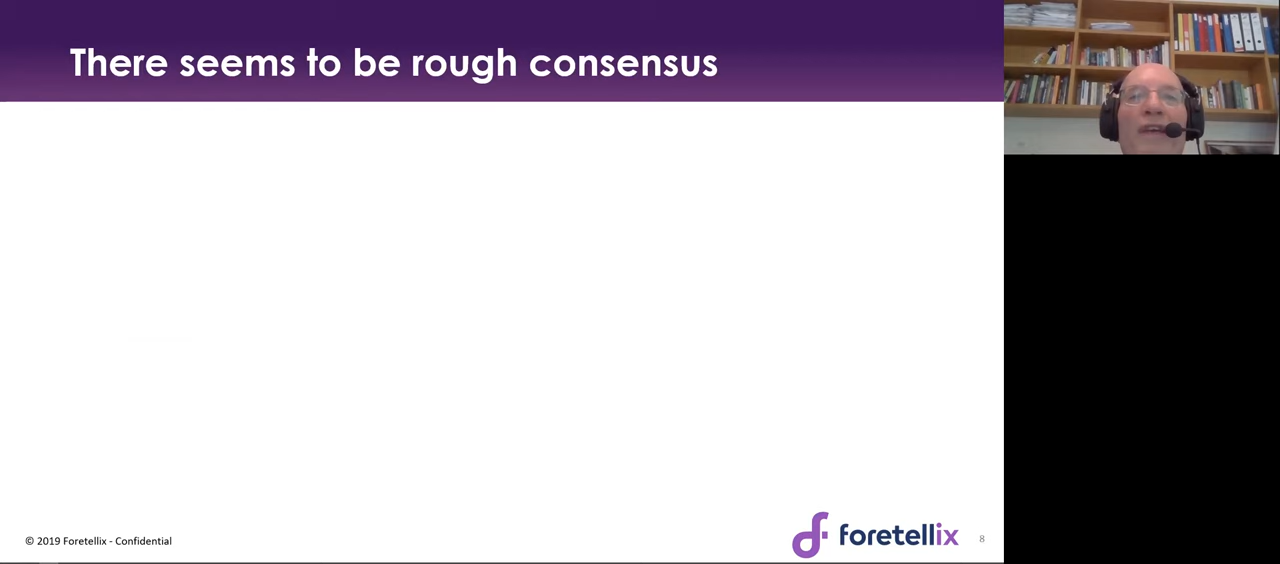 There seems to be rough consensus
© 2019 Foretellix - Confidential
foretellix
8